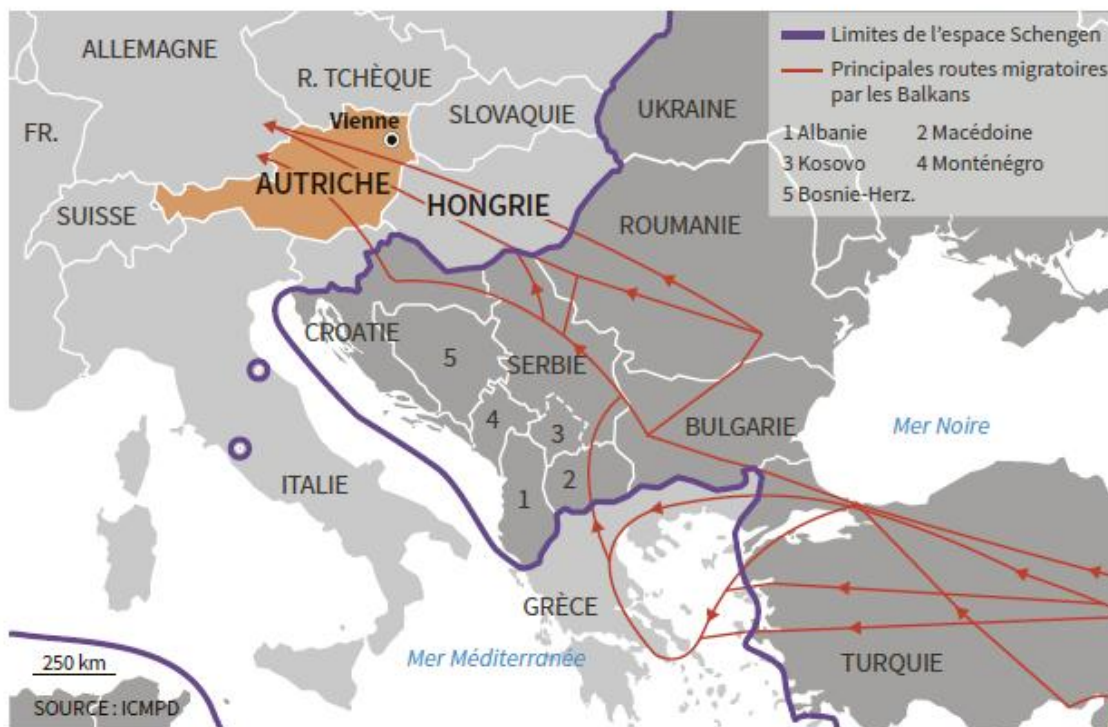 ALLEMAGNE
R. TCHÈQUE
SLOVAQUIE
UKRAINE
FR.
Vienne
AUTRICHE
HONGRIE
SUISSE
ROUMANIE
CROATIE
5
SERBIE
4
3
BULGARIE
Mer Noire
ITALIE
1
2
GRÈCE
Mer Méditerranée
TURQUIE
Limites de l’espace Schengen
Principales routes migratoires
par les Balkans
1 Albanie 2 Macédoine
3 Kosovo 4 Monténégro
5 Bosnie-Herz.
250 km
SOURCE : ICMPD